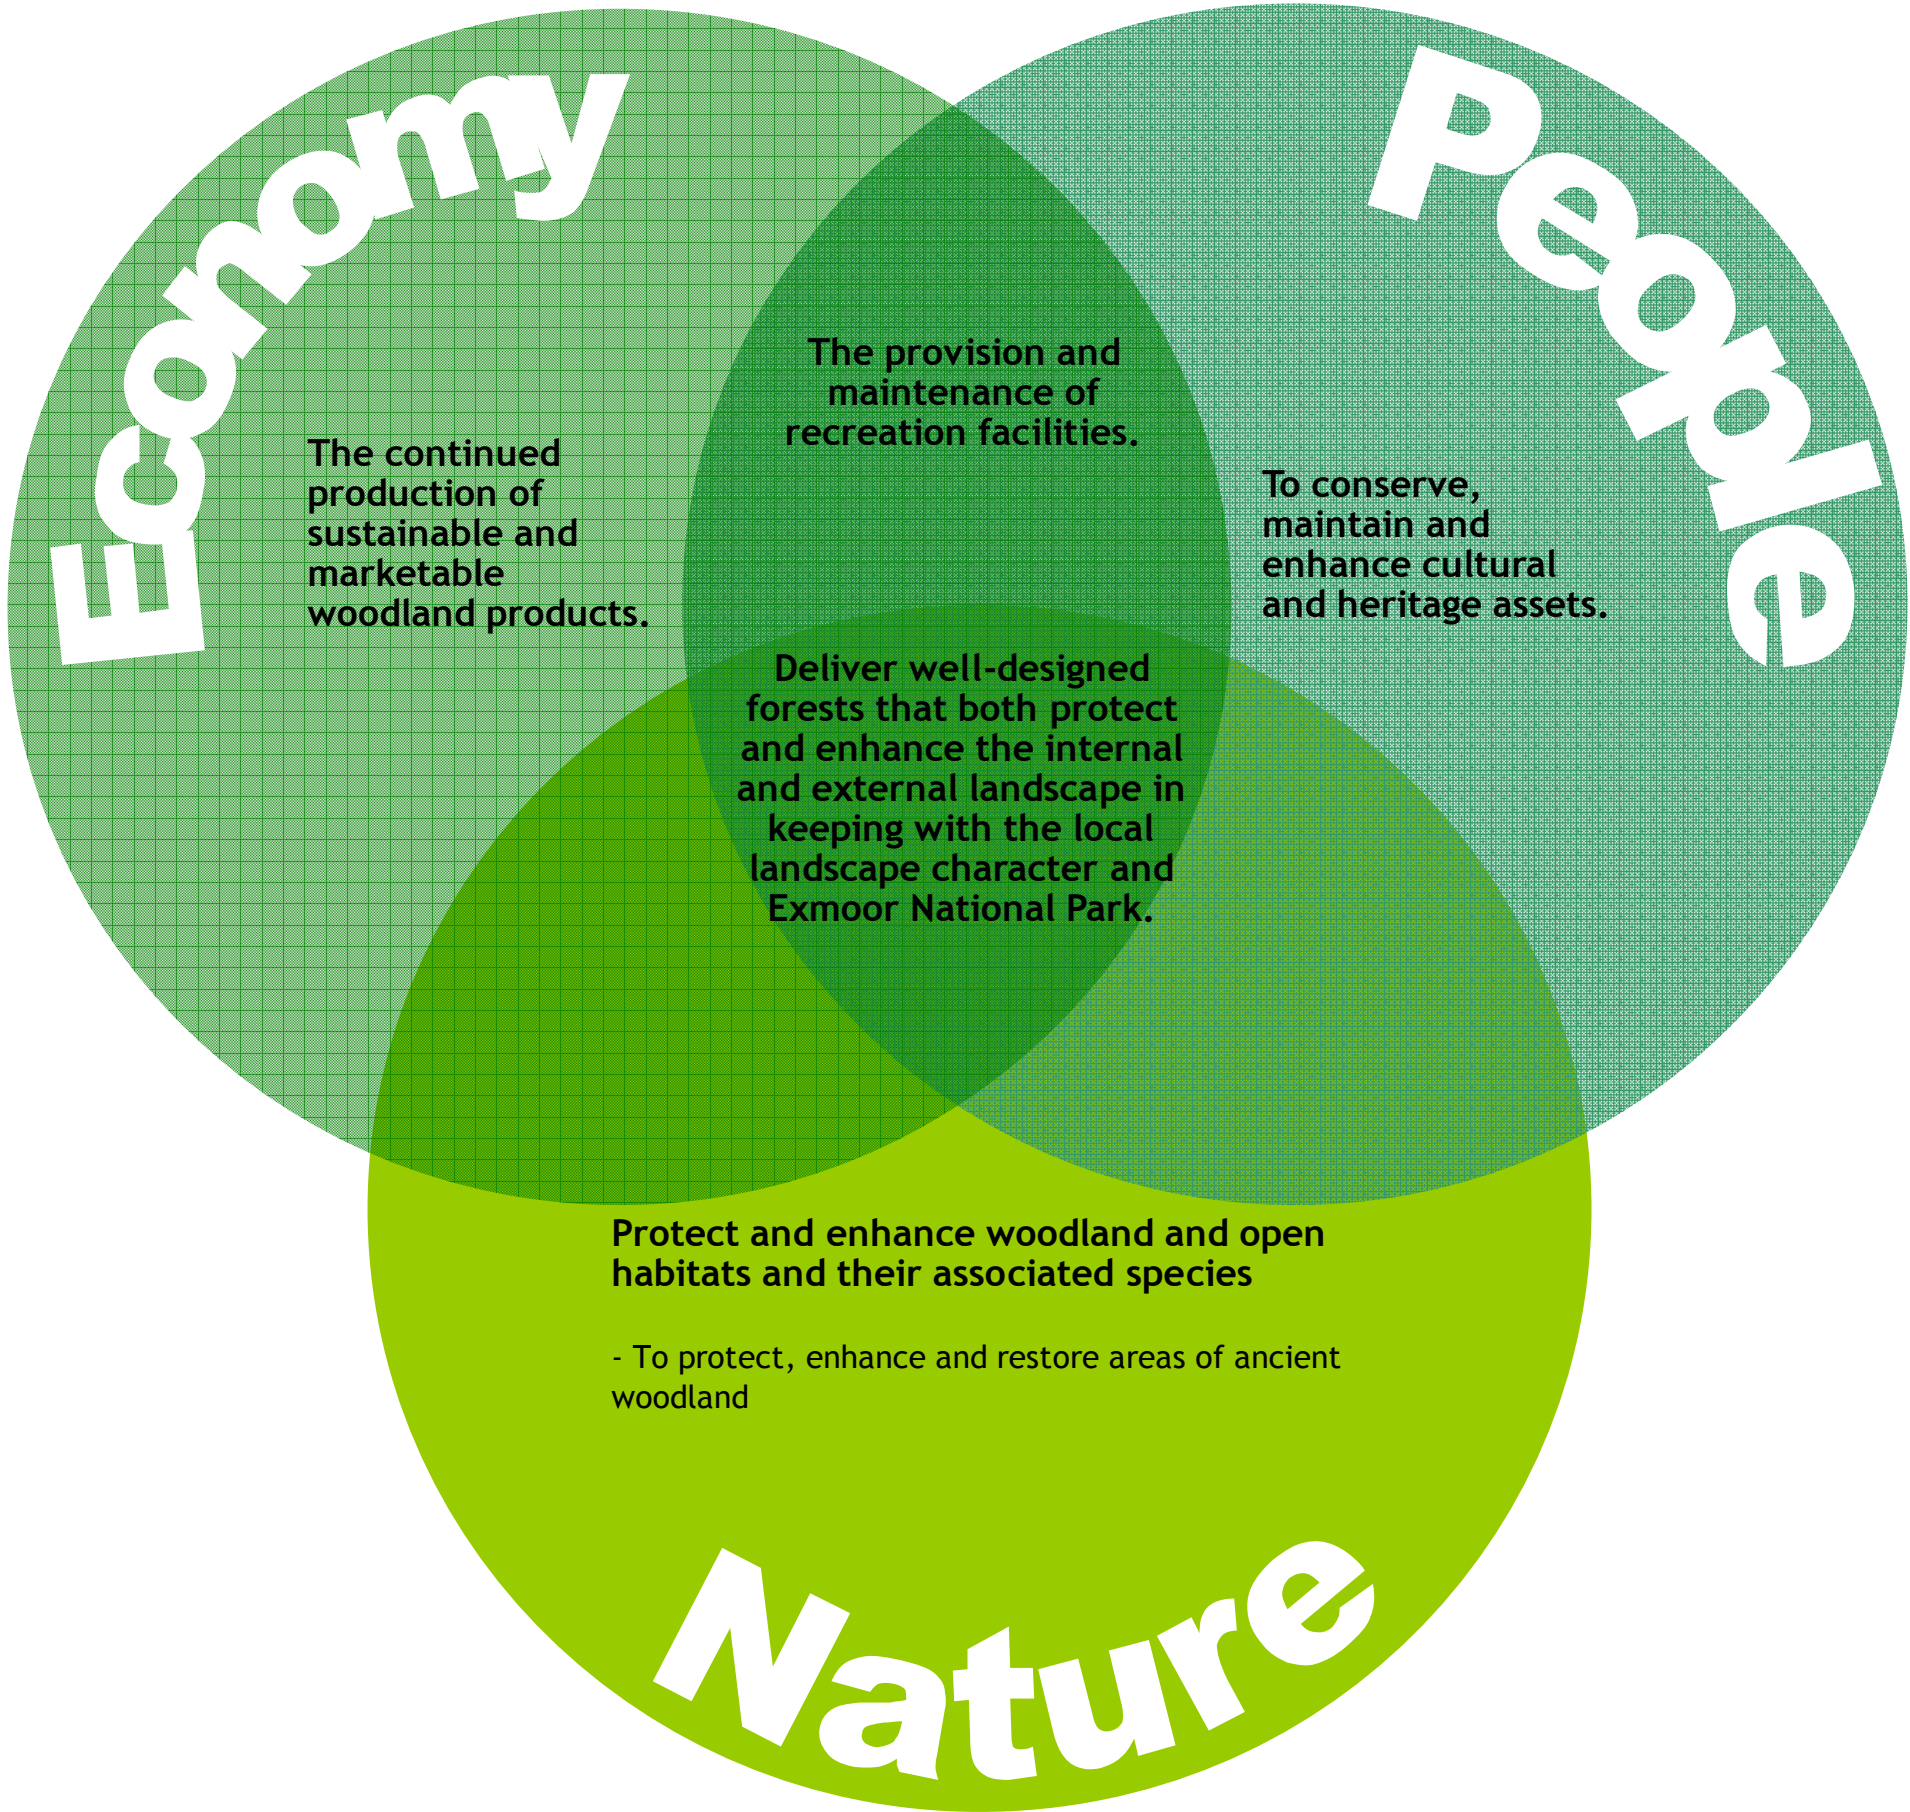 Economy
People
The provision and
maintenance of
recreation facilities.
The continued
production of
sustainable and
marketable
woodland products.
To conserve,
maintain and
enhance cultural
and heritage assets.
Deliver well-designed
forests that both protect
and enhance the internal
and external landscape in
keeping with the local
landscape character and
Exmoor National Park.
Protect and enhance woodland and open
habitats and their associated species
- To protect, enhance and restore areas of ancient
woodland
Nature